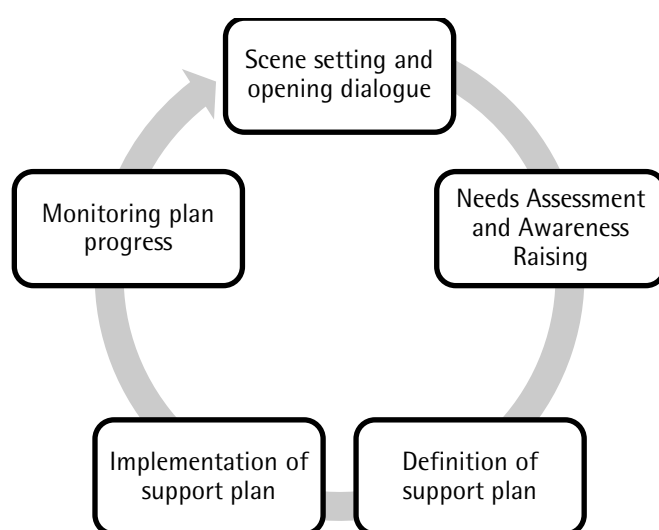 Scene setting and
opening dialogue
Needs Assessment
and Awareness
Raising
Definition of
support plan
Implementation of
support plan
Monitoring plan
progress